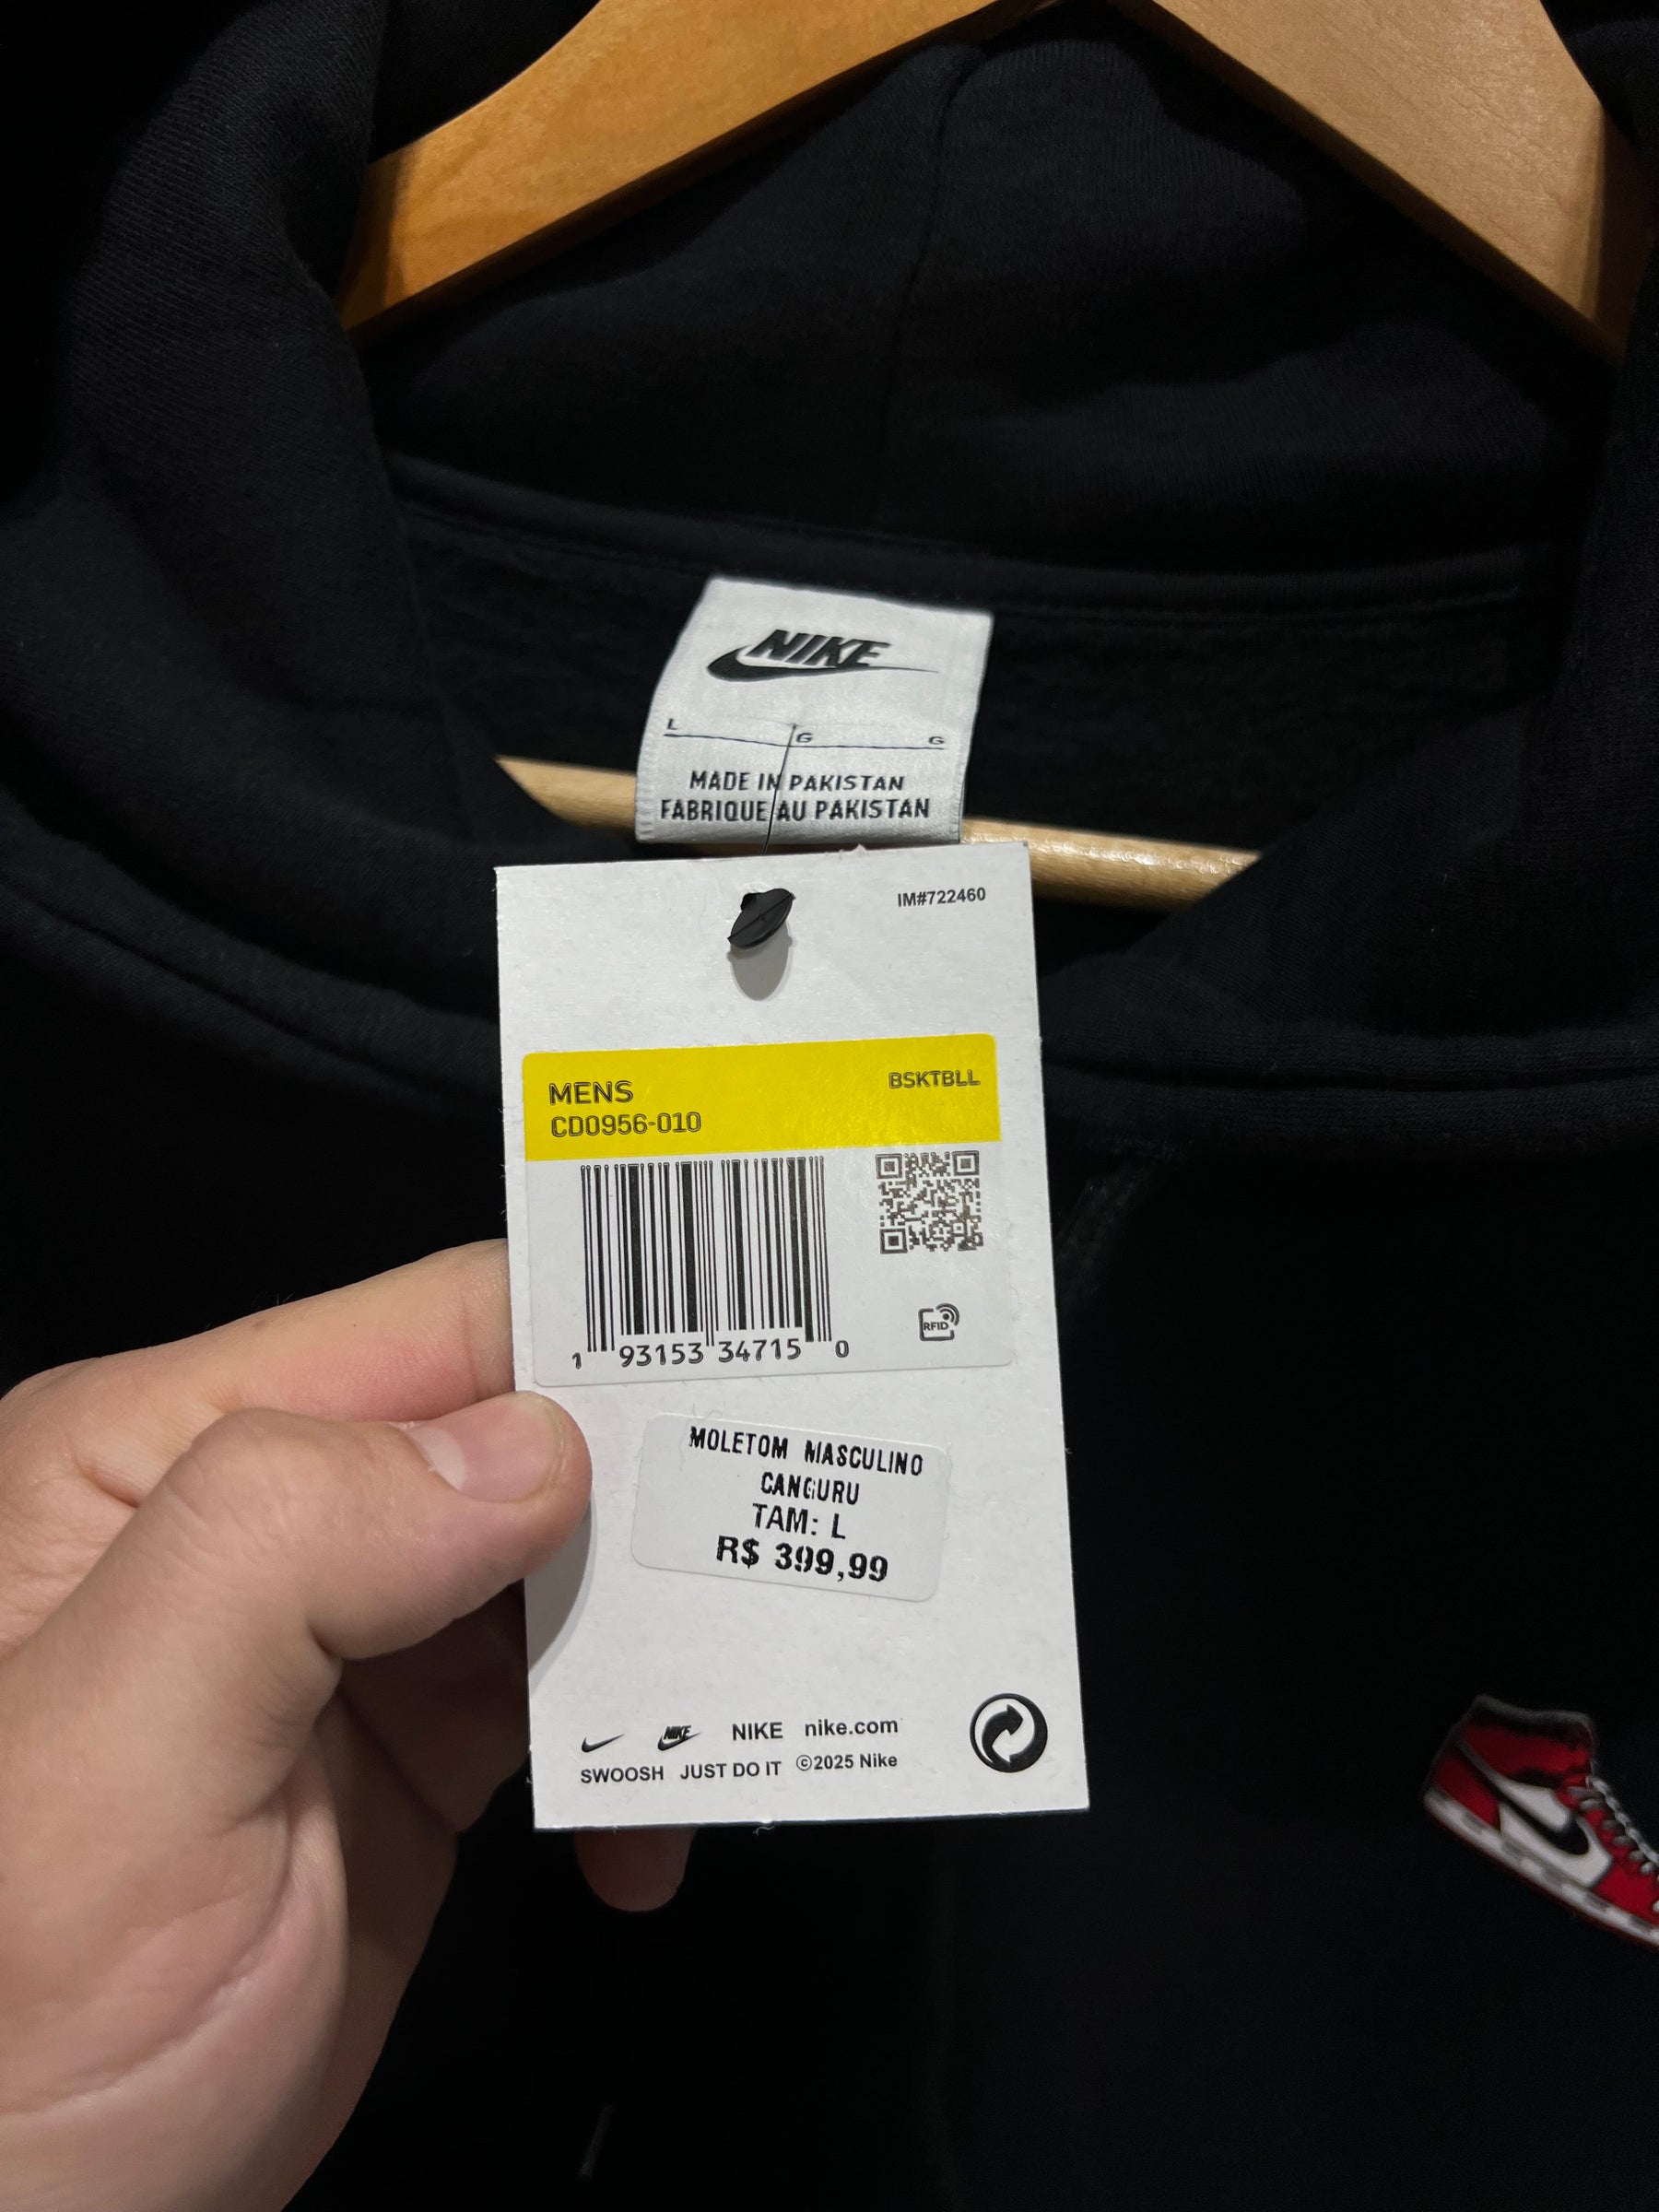 NIKE
L G G
MADE IN PAKISTAN
FABRIQUE AU PAKISTAN
IM#722460
MENS BSKTBLL
CD0956-010
RFID
1 93153 34715 0
MOLETOM MASCULINO
CANGURU
TAM: L
R$ 399,99
NIKE NIKE nike.com
SWOOSH JUST DO IT ©2025 Nike